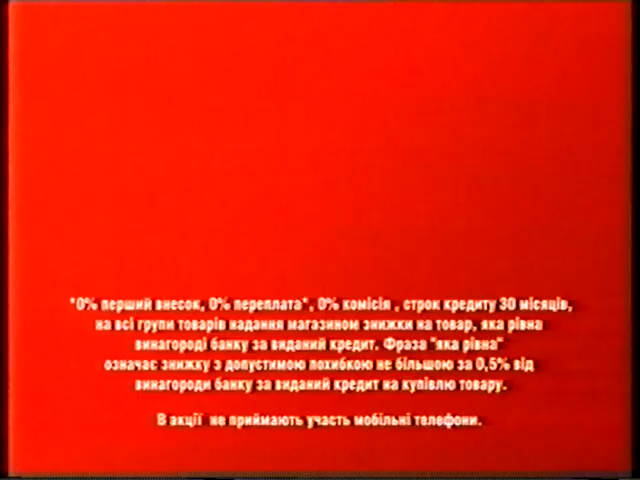 "0% перший внесок, 0% переплата", 0% комісія , строк кредиту 30 місяців,
на всі групи товарів надання магазином знижки на товар, яка рівна
винагороді банку за виданий кредит. Фраза "яка рівна"
означає знижку з допустимою похибкою не більшою за 0,5% від
винагороди банку за виданий кредит на купівлю товару.
В акції не приймають участь мобільні телефони.